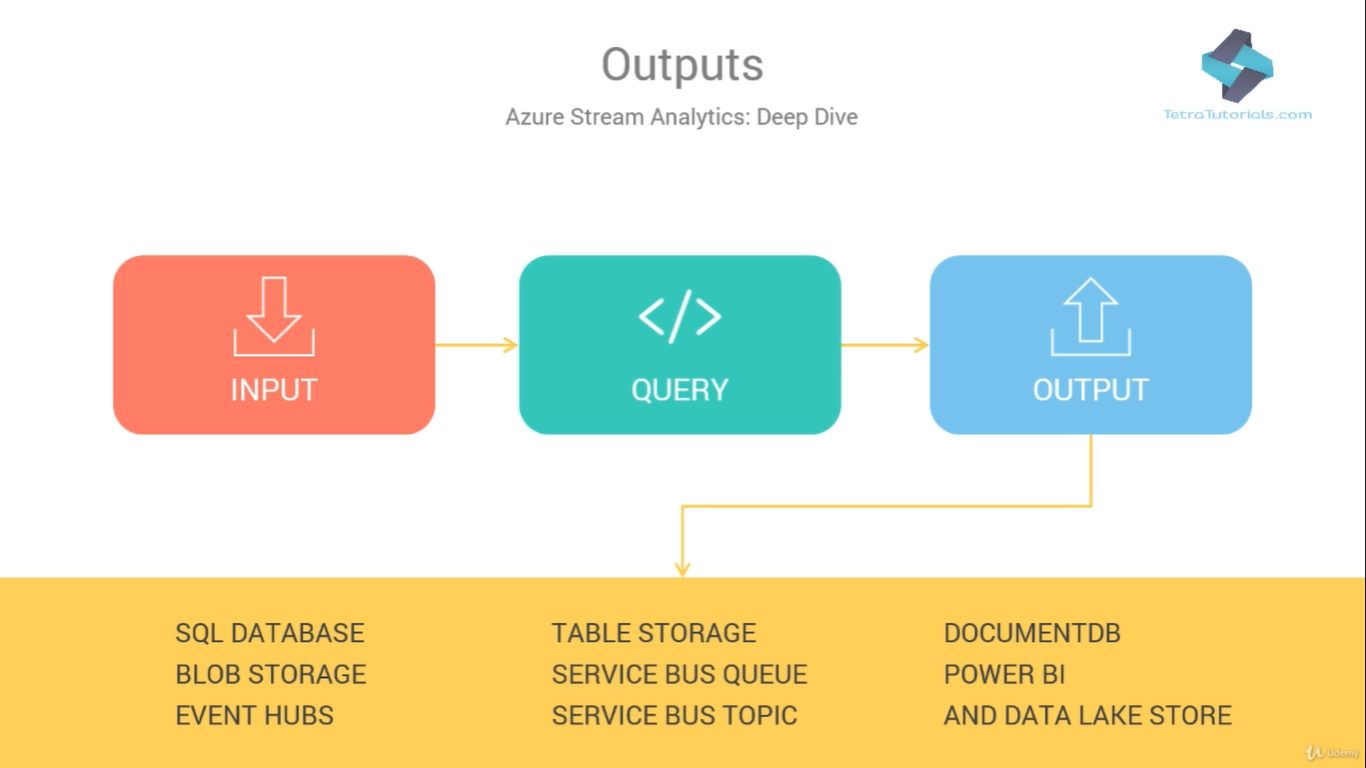 Outputs
Azure Stream Analytics: Deep Dive
TetraTutorials.com
</>
INPUT
QUERY
OUTPUT
SQL DATABASE
BLOB STORAGE
EVENT HUBS
TABLE STORAGE
SERVICE BUS QUEUE
SERVICE BUS TOPIC
DOCUMENTDB
POWER BI
AND DATA LAKE STORE
Udemy